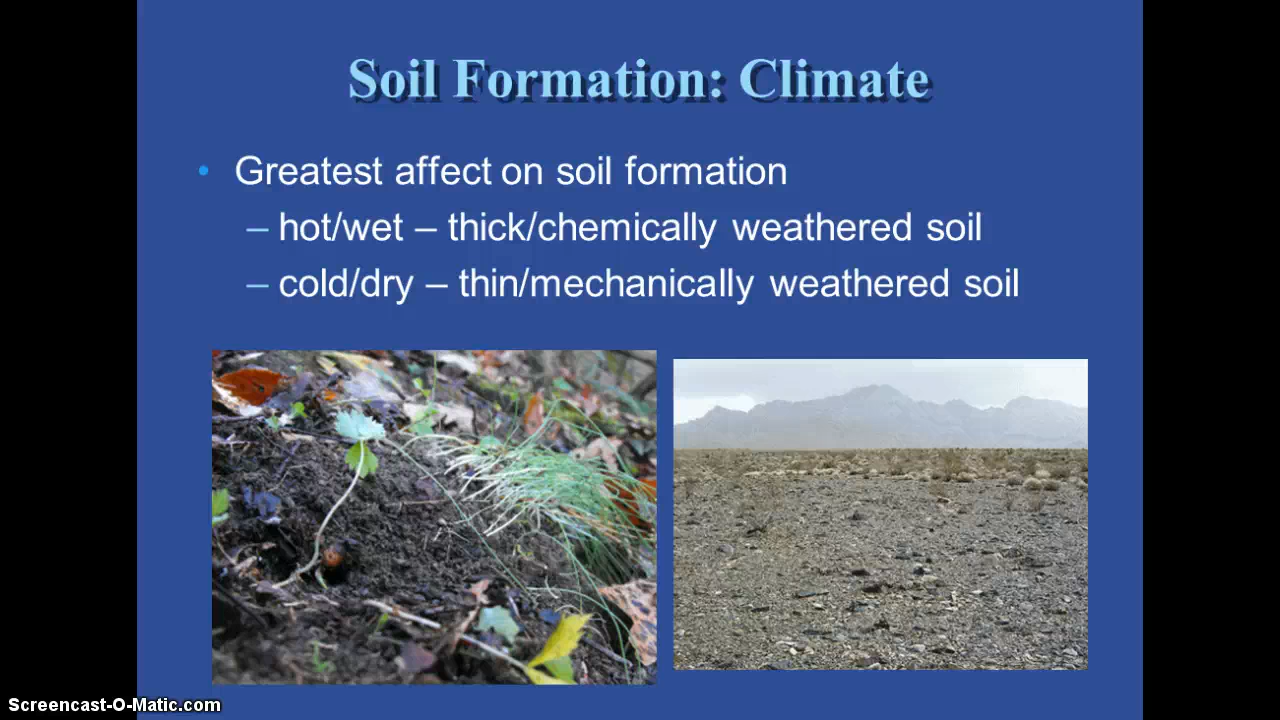 Soil Formation: Climate
• Greatest affect on soil formation
– hot/wet – thick/chemically weathered soil
– cold/dry – thin/mechanically weathered soil
Screencast-O-Matic.com